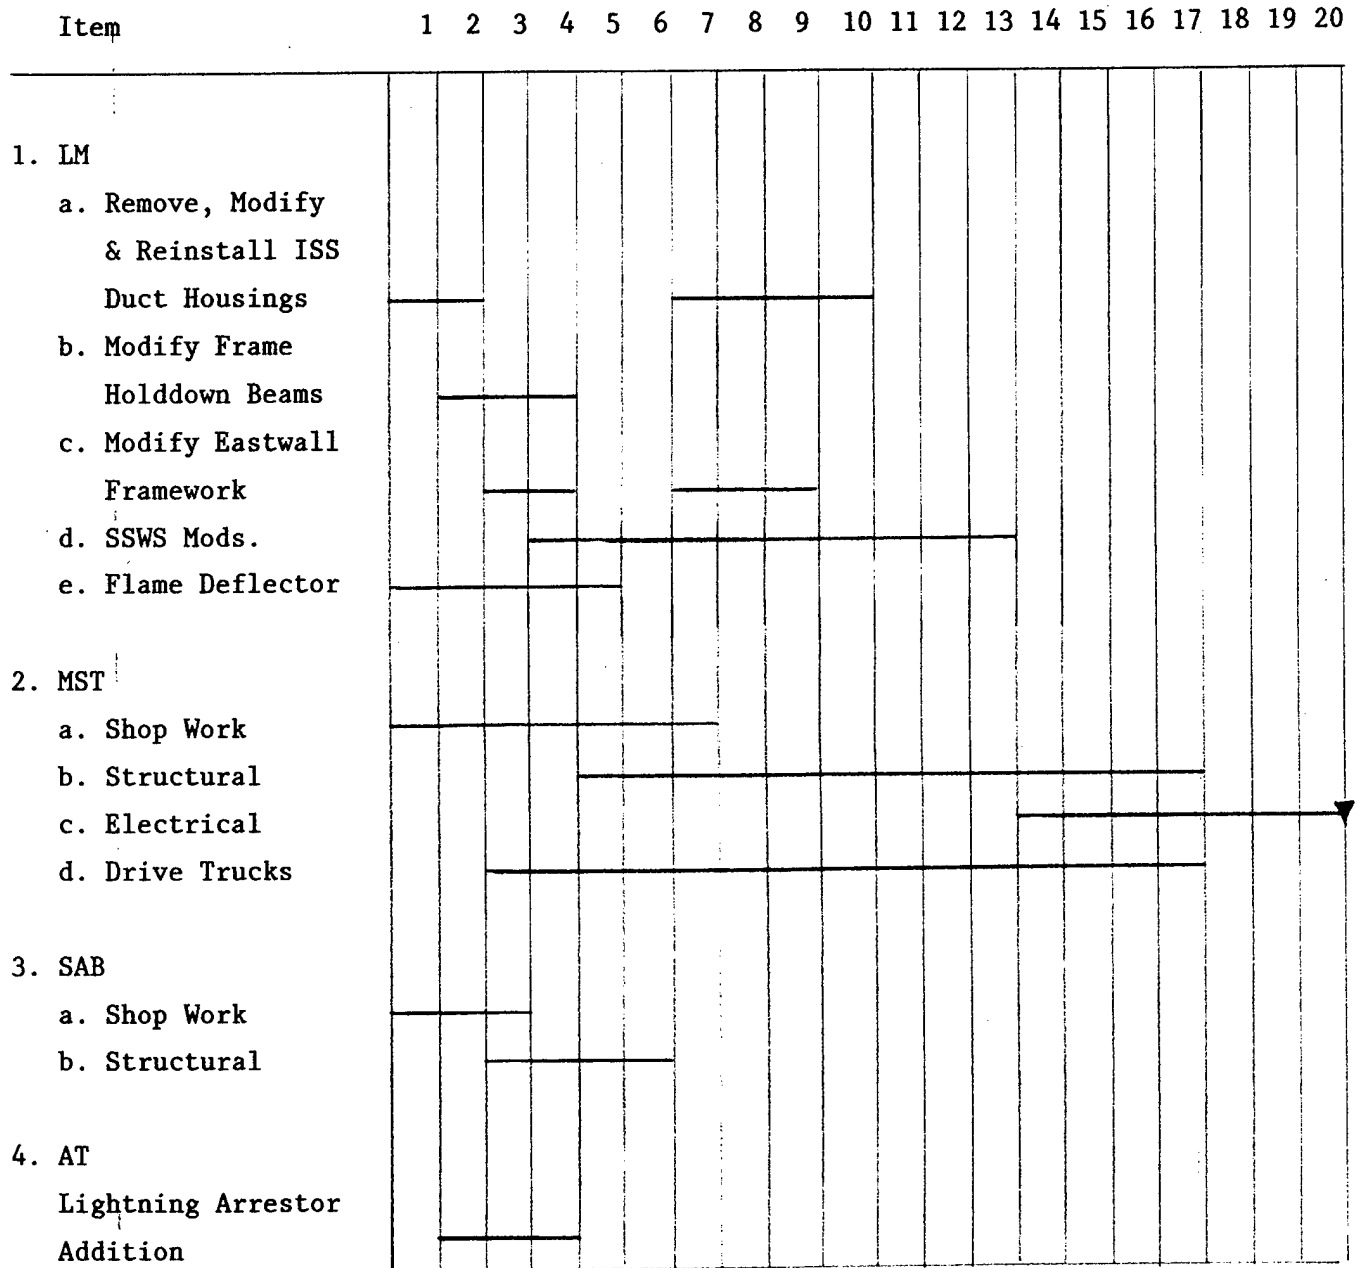 Item 1 2 3 4 5 6 7 8 9 10 11 12 13 14 15 16 17 18 19 20
1. LM
a. Remove, Modify
& Reinstall ISS
Duct Housings
b. Modify Frame
Holddown Beams
c. Modify Eastwall
Framework
d. SSWS Mods.
e. Flame Deflector
2. MST
a. Shop Work
b. Structural
c. Electrical
d. Drive Trucks
3. SAB
a. Shop Work
b. Structural
4. AT
Lightning Arrestor
Addition